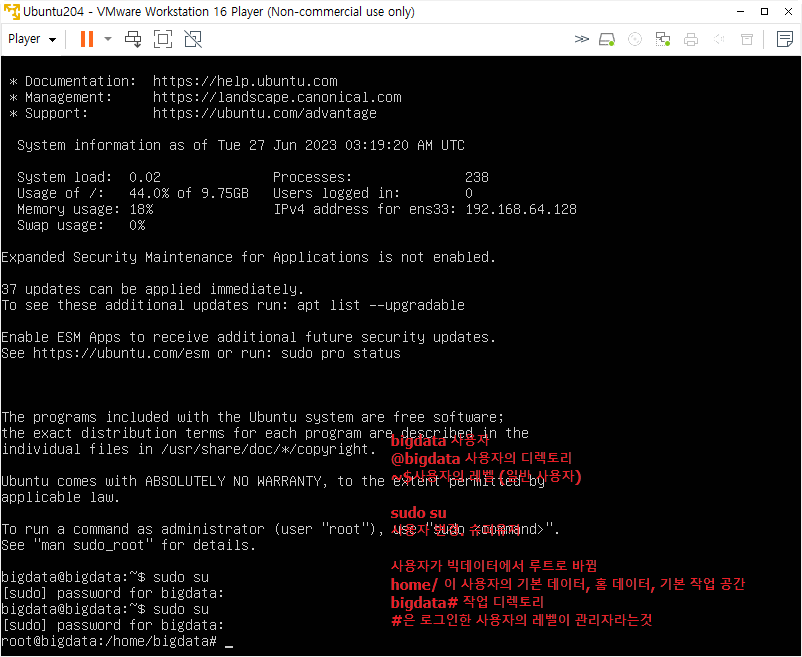 Ubuntu204 - VMware Workstation 16 Player (Non-commercial use only)
Player
* Documentation: https://help.ubuntu.com
* Management: https://landscape.canonical.com
* Support: https://ubuntu.com/advantage
System information as of Tue 27 Jun 2023 03:19:20 AM UTC
System load: 0.02 Processes: 238
Usage of /: 44.0% of 9.75GB Users logged in: 0
Memory usage: 18% IPv4 address for ens33: 192.168.64.128
Swap usage: 0%
Expanded Security Maintenance for Applications is not enabled.
37 updates can be applied immediately.
To see these additional updates run: apt list --upgradable
Enable ESM Apps to receive additional future security updates.
See https://ubuntu.com/esm or run: sudo pro status
The programs included with the Ubuntu system are free software;
the exact distribution terms for each program are described in the
individual files in /usr/share/doc/*/copyright.
Ubuntu comes with ABSOLUTELY NO WARRANTY, to the extent permitted by
applicable law.
To run a command as administrator (user "root"), use "sudo <command>".
See "man sudo_root" for details.
bigdata@bigdata:~$ sudo su
[sudo] password for bigdata:
bigdata@bigdata:~$ sudo su
[sudo] password for bigdata:
root@bigdata:/home/bigdata# _
bigdata 사용자
@bigdata 사용자의 디렉토리
~$사용자의 레벨 (일반 사용자)
sudo su
사용자 변경
사용자가 빅데이터에서 루트로 바뀜
home/ 이 사용자의 기본 데이터, 홈 데이터, 기본 작업 공간
bigdata# 작업 디렉토리
#은 로그인한 사용자의 레벨이 관리자라는것